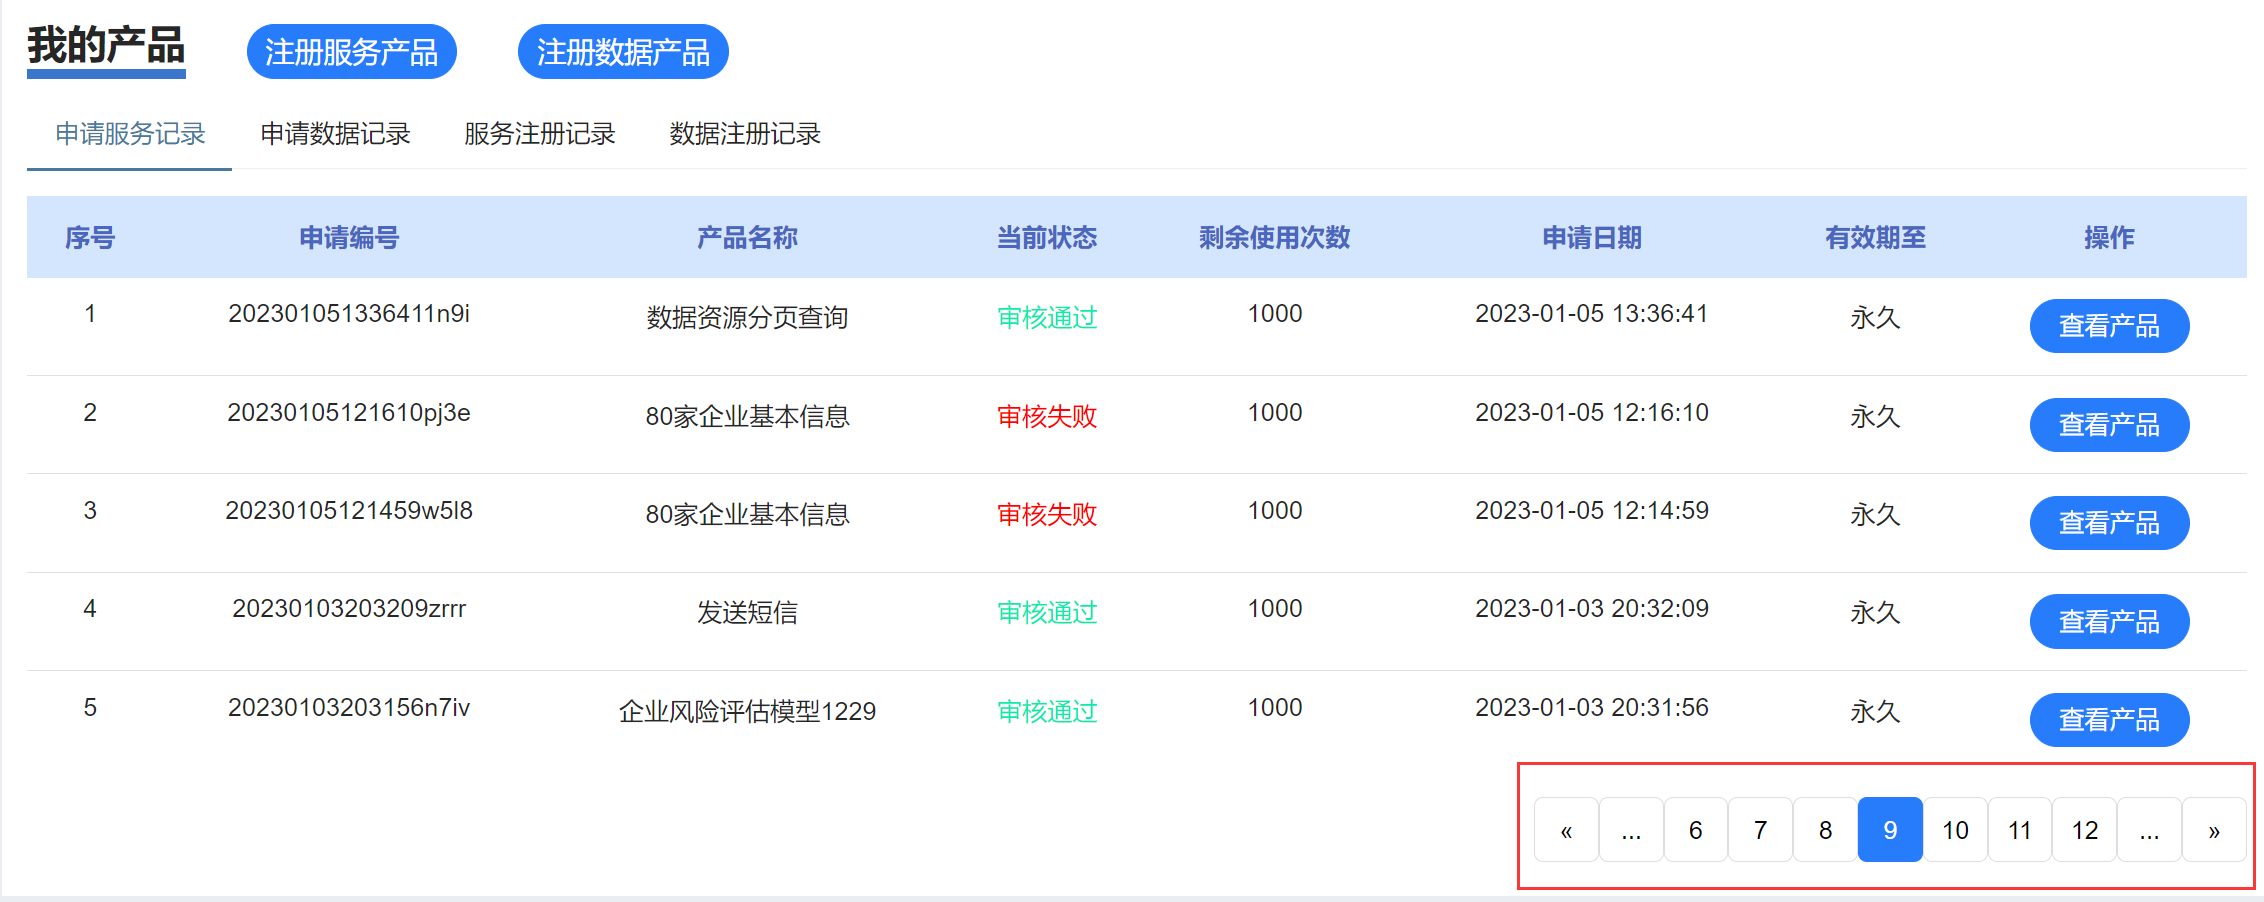 我的产品 注册服务产品 注册数据产品
申请服务记录 申请数据记录 服务注册记录 数据注册记录
序号 申请编号 产品名称 当前状态 剩余使用次数 申请日期 有效期至 操作
1 202301051336411n9i 数据资源分页查询 审核通过 1000 2023-01-05 13:36:41 永久 查看产品
2 20230105121610pj3e 80家企业基本信息 审核失败 1000 2023-01-05 12:16:10 永久 查看产品
3 20230105121459w5l8 80家企业基本信息 审核失败 1000 2023-01-05 12:14:59 永久 查看产品
4 20230103203209zrrr 发送短信 审核通过 1000 2023-01-03 20:32:09 永久 查看产品
5 20230103203156n7iv 企业风险评估模型1229 审核通过 1000 2023-01-03 20:31:56 永久 查看产品
« ... 6 7 8 9 10 11 12 ... »